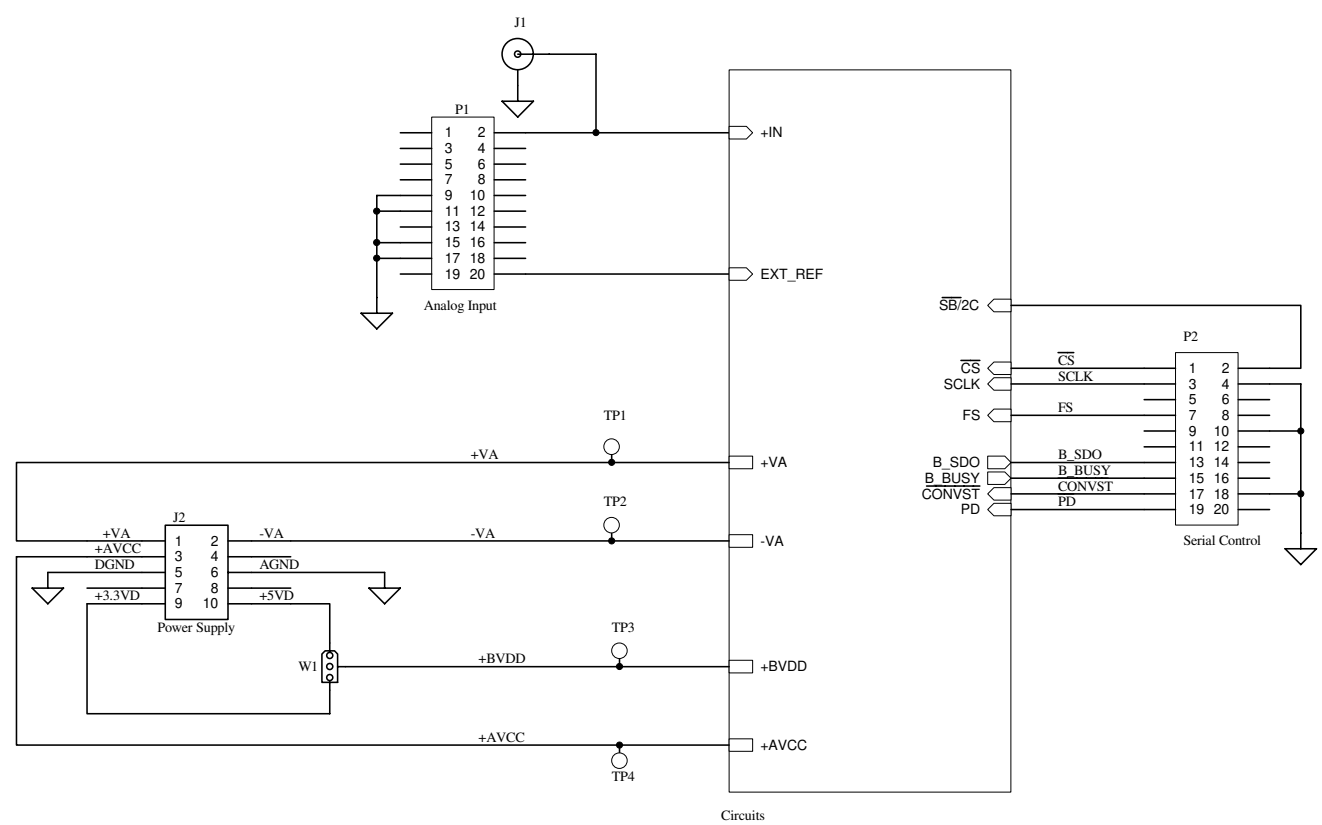 J1
P1
1 2
3 4
5 6
7 8
9 10
11 12
13 14
15 16
17 18
19 20
Analog Input
+IN
EXT_REF
SB/2C
P2
CS CS
SCLK SCLK
FS FS
B_SDO B_SDO
B_BUSY B_BUSY
CONVST CONVST
PD PD
1 2
3 4
5 6
7 8
9 10
11 12
13 14
15 16
17 18
19 20
Serial Control
TP1
+VA +VA
TP2
-VA -VA -VA
J2
+VA
+AVCC
DGND AGND
+3.3VD +5VD
1 2
3 4
5 6
7 8
9 10
Power Supply
W1
TP3
+BVDD +BVDD
+AVCC +AVCC
TP4
Circuits